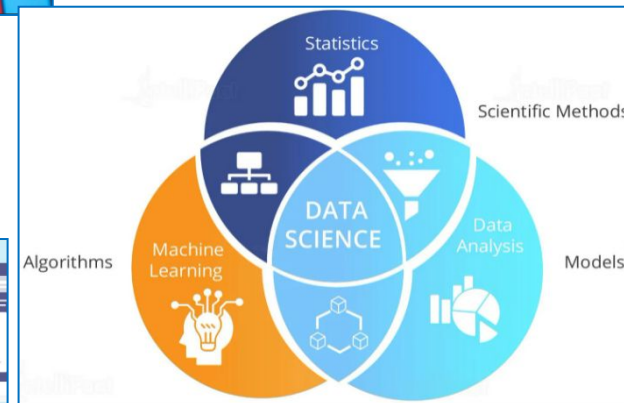 Statistics
Scientific Methods
DATA
SCIENCE
Data
Analysis
Machine
Learning
Algorithms
Models